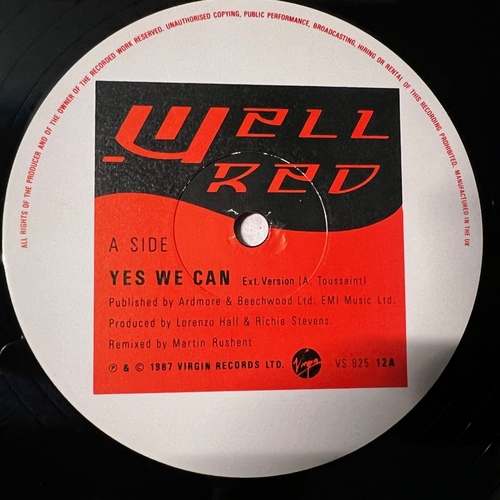 ALL RIGHTS OF THE PRODUCER AND OF THE OWNER OF THE RECORDED WORK RESERVED. UNAUTHORISED COPYING, PUBLIC PERFORMANCE, BROADCASTING, HIRING OR RENTAL OF THIS RECORDING PROHIBITED. MANUFACTURED IN THE UK
WELL
RED
A SIDE
YES WE CAN Ext. Version (A. Toussaint)
Published by Ardmore & Beechwood Ltd. EMI Music Ltd.
Produced by Lorenzo Hall & Richie Stevens.
Remixed by Martin Rushent
℗ & © 1987 VIRGIN RECORDS LTD. Virgin VS 925 12A